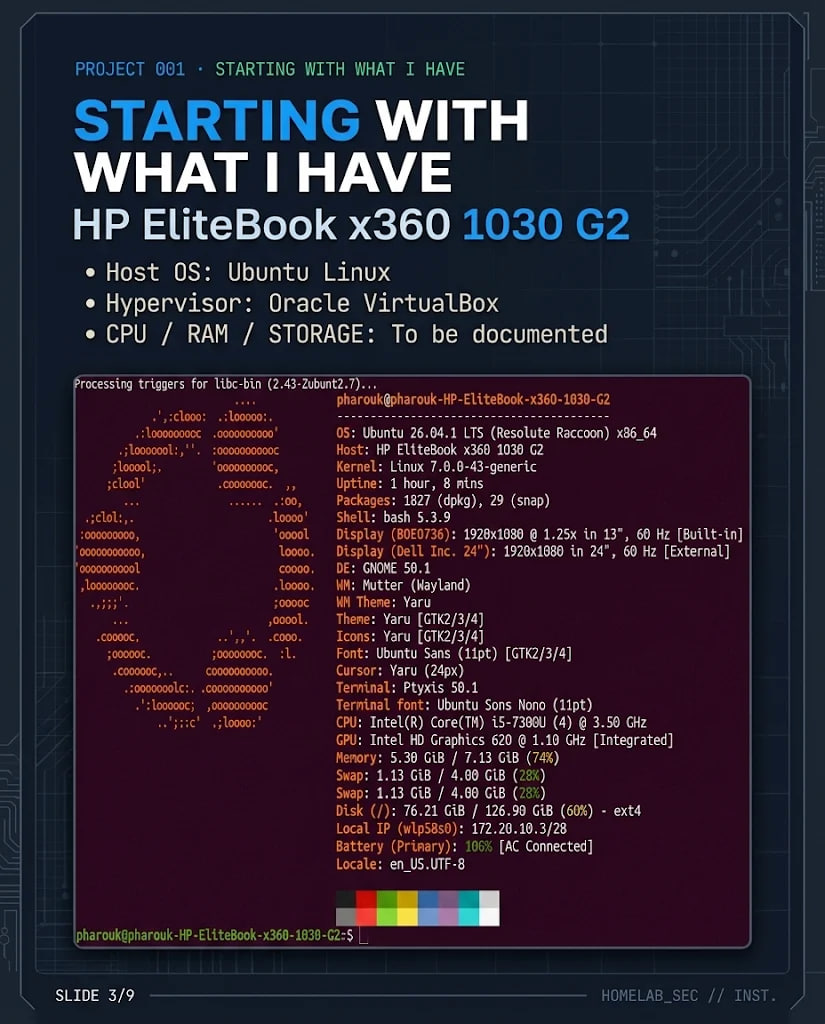 PROJECT 001 · STARTING WITH WHAT I HAVE
STARTING WITH
WHAT I HAVE
HP EliteBook x360 1030 G2
• Host OS: Ubuntu Linux
• Hypervisor: Oracle VirtualBox
• CPU / RAM / STORAGE: To be documented
Processing triggers for libc-bin (2.43-Zubunt2.7)...
pharouk@pharouk-HP-EliteBook-x360-1030-G2
----------------------------------------
OS: Ubuntu 26.04.1 LTS (Resolute Raccoon) x86_64
Host: HP EliteBook x360 1030 G2
Kernel: Linux 7.0.0-43-generic
Uptine: 1 hour, 8 mins
Packages: 1827 (dpkg), 29 (snap)
Shell: bash 5.3.9
Display (BOE0736): 1920x1080 @ 1.25x in 13", 60 Hz [Built-in]
Display (Dell Inc. 24"): 1920x1080 in 24", 60 Hz [External]
DE: GNOME 50.1
WM: Mutter (Wayland)
WM Theme: Yaru
Theme: Yaru [GTK2/3/4]
Icons: Yaru [GTK2/3/4]
Font: Ubuntu Sans (11pt) [GTK2/3/4]
Cursor: Yaru (24px)
Terminal: Ptyxis 50.1
Terminal font: Ubuntu Sons Nono (11pt)
CPU: Intel(R) Core(TM) i5-7300U (4) @ 3.50 GHz
GPU: Intel HD Graphics 620 @ 1.10 GHz [Integrated]
Memory: 5.30 GiB / 7.13 GiB (74%)
Swap: 1.13 GiB / 4.00 GiB (28%)
Swap: 1.13 GiB / 4.00 GiB (28%)
Disk (/): 76.21 GiB / 126.90 GiB (60%) - ext4
Local IP (wlp58s0): 172.20.10.3/28
Battery (Primary): 106% [AC Connected]
Locale: en_US.UTF-8
pharouk@pharouk-HP-EliteBook-x360-1030-G2:$
SLIDE 3/9
HOMELAB_SEC // INST.